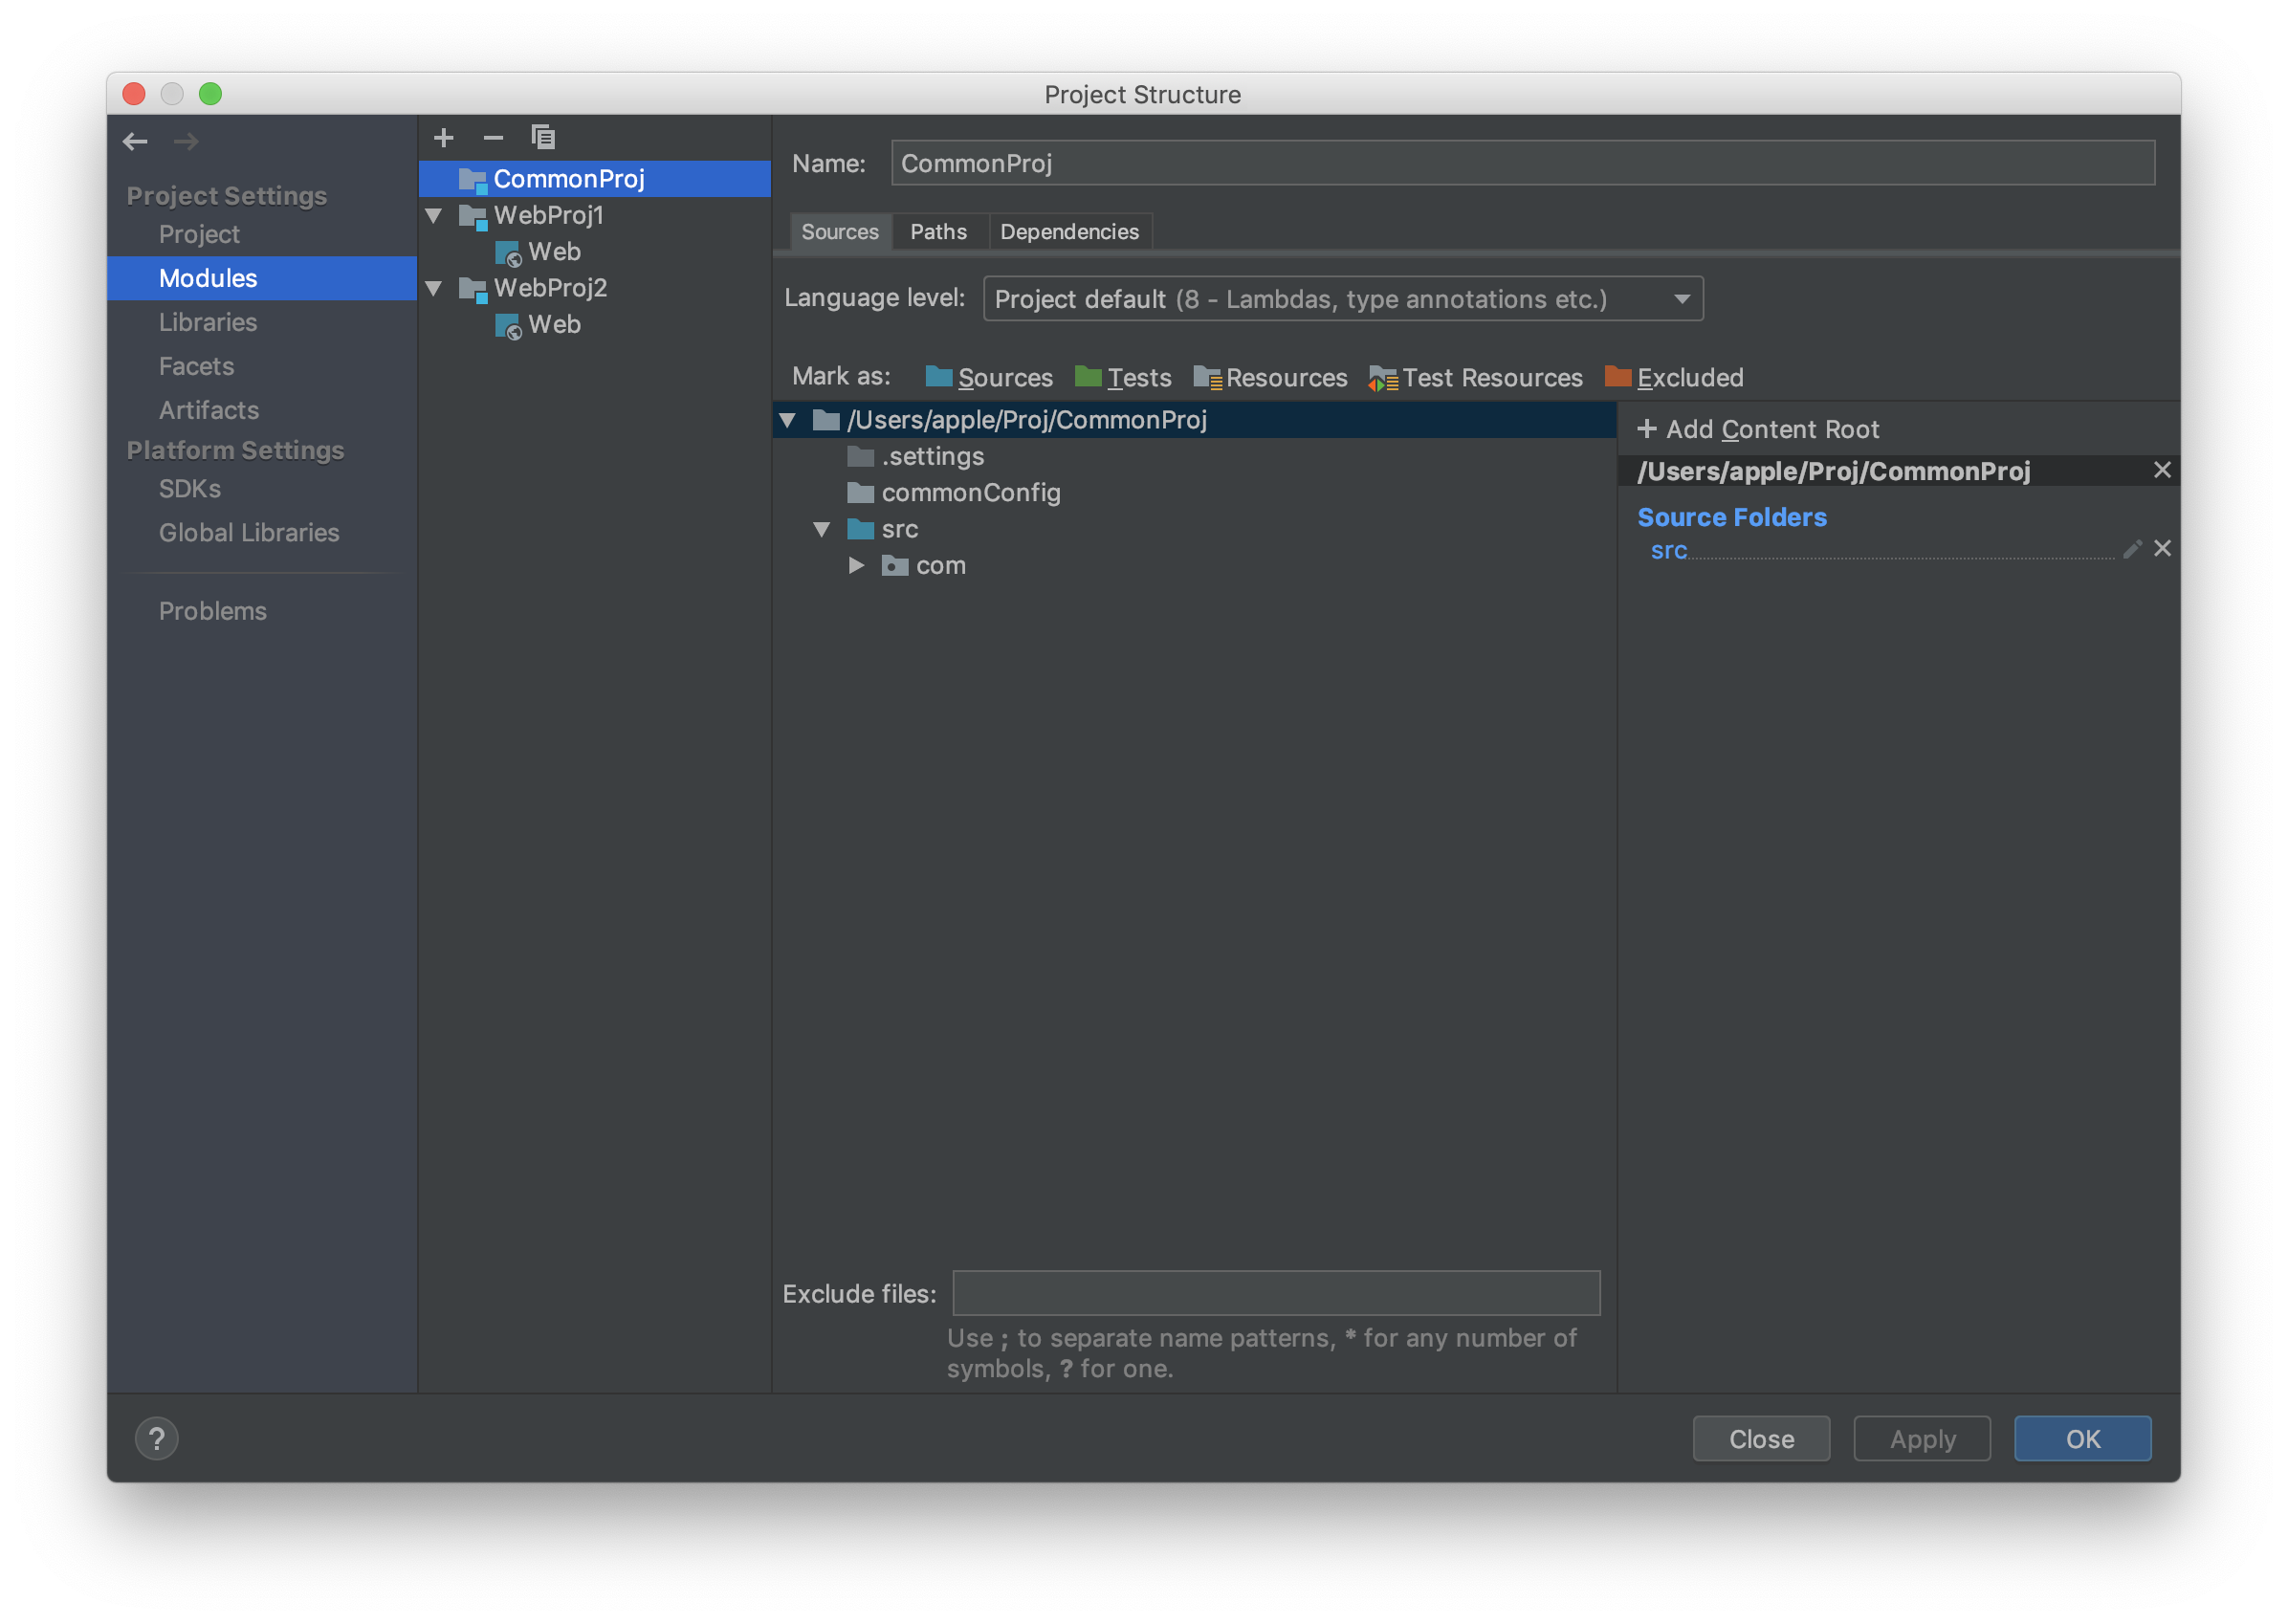 Project Structure
Project Settings
Project
Modules
Libraries
Facets
Artifacts
Platform Settings
SDKs
Global Libraries
Problems
CommonProj
WebProj1
Web
WebProj2
Web
Name: CommonProj
Sources Paths Dependencies
Language level: Project default (8 - Lambdas, type annotations etc.)
Mark as: Sources Tests Resources Test Resources Excluded
/Users/apple/Proj/CommonProj
.settings
commonConfig
src
com
+ Add Content Root
/Users/apple/Proj/CommonProj
Source Folders
src
Exclude files:
Use ; to separate name patterns, * for any number of
symbols, ? for one.
? Close Apply OK